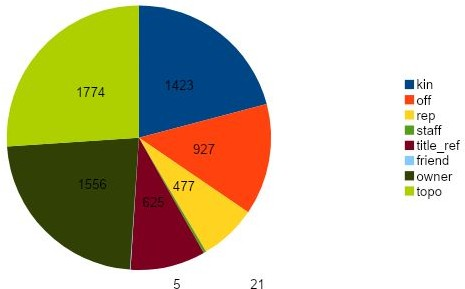 1774
1423
927
477
625
1556
5
21
kin
off
rep
staff
title_ref
friend
owner
topo